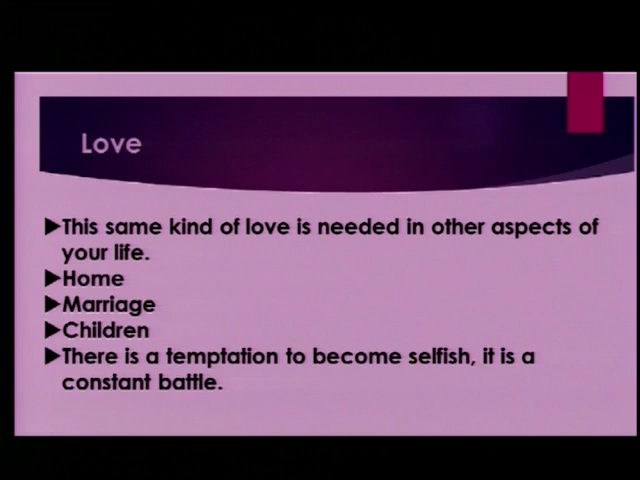 Love
▶This same kind of love is needed in other aspects of
your life.
▶Home
▶Marriage
▶Children
▶There is a temptation to become selfish, it is a
constant battle.